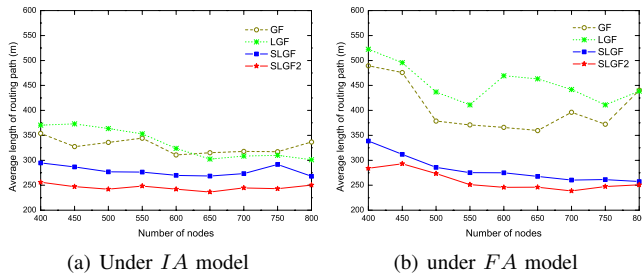 600
550
500
450
400
350
300
250
200
Average length of routing path (m)
400 450 500 550 600 650 700 750 800
Number of nodes
GF
LGF
SLGF
SLGF2
(a) Under IA model
600
550
500
450
400
350
300
250
200
Average length of routing path (m)
400 450 500 550 600 650 700 750 800
Number of nodes
GF
LGF
SLGF
SLGF2
(b) under FA model